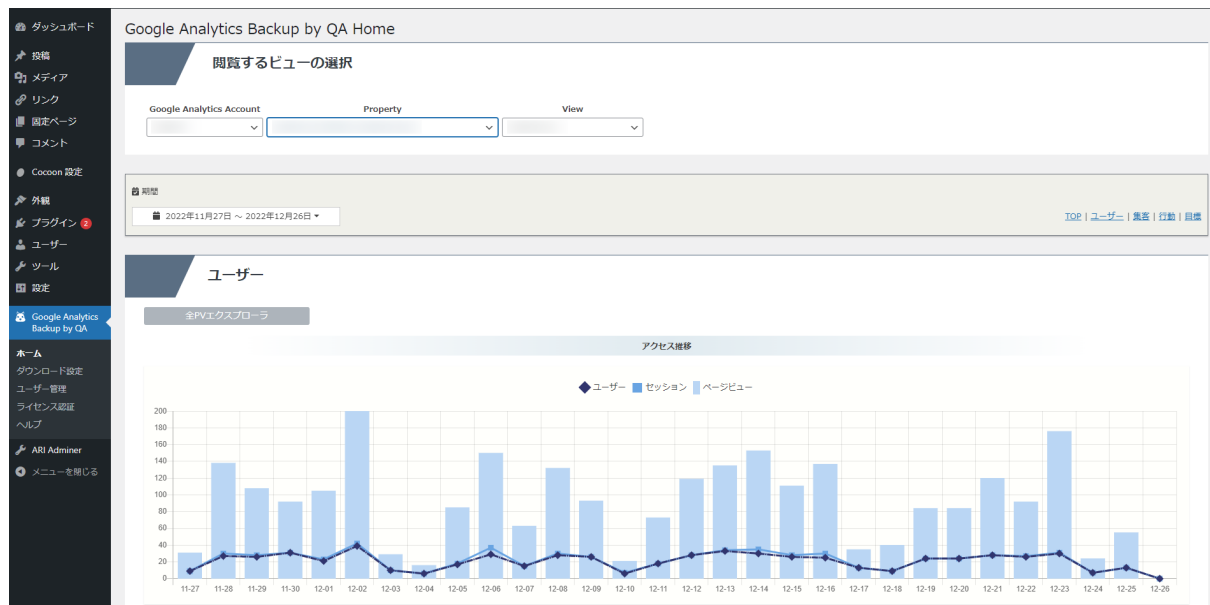 ダッシュボード
投稿
メディア
リンク
固定ページ
コメント
Cocoon 設定
外観
プラグイン 2
ユーザー
ツール
設定
Google Analytics
Backup by QA
ホーム
ダウンロード設定
ユーザー管理
ライセンス認証
ヘルプ
ARI Adminer
メニューを閉じる
Google Analytics Backup by QA Home
閲覧するビューの選択
Google Analytics Account Property View
期間
2022年11月27日 ~ 2022年12月26日
TOP | ユーザー | 集客 | 行動 | 目標
ユーザー
全PVエクスプローラ
アクセス推移
ユーザー セッション ページビュー
200
180
160
140
120
100
80
60
40
20
0
11-27 11-28 11-29 11-30 12-01 12-02 12-03 12-04 12-05 12-06 12-07 12-08 12-09 12-10 12-11 12-12 12-13 12-14 12-15 12-16 12-17 12-18 12-19 12-20 12-21 12-22 12-23 12-24 12-25 12-26